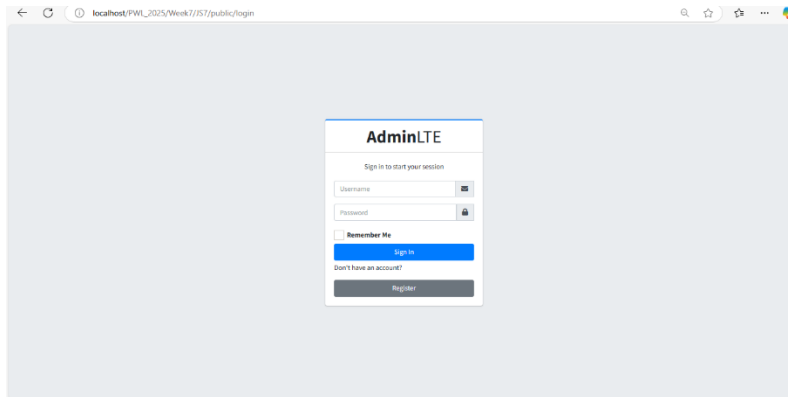 localhost/PWL_2025/Week7/JS7/public/login
AdminLTE
Sign in to start your session
Username
Password
Remember Me
Sign In
Don't have an account?
Register